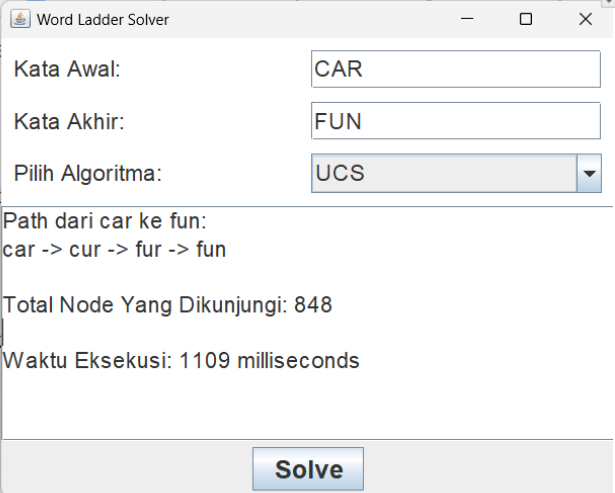 Word Ladder Solver
Kata Awal: CAR
Kata Akhir: FUN
Pilih Algoritma: UCS
Path dari car ke fun:
car -> cur -> fur -> fun
Total Node Yang Dikunjungi: 848
Waktu Eksekusi: 1109 milliseconds
Solve